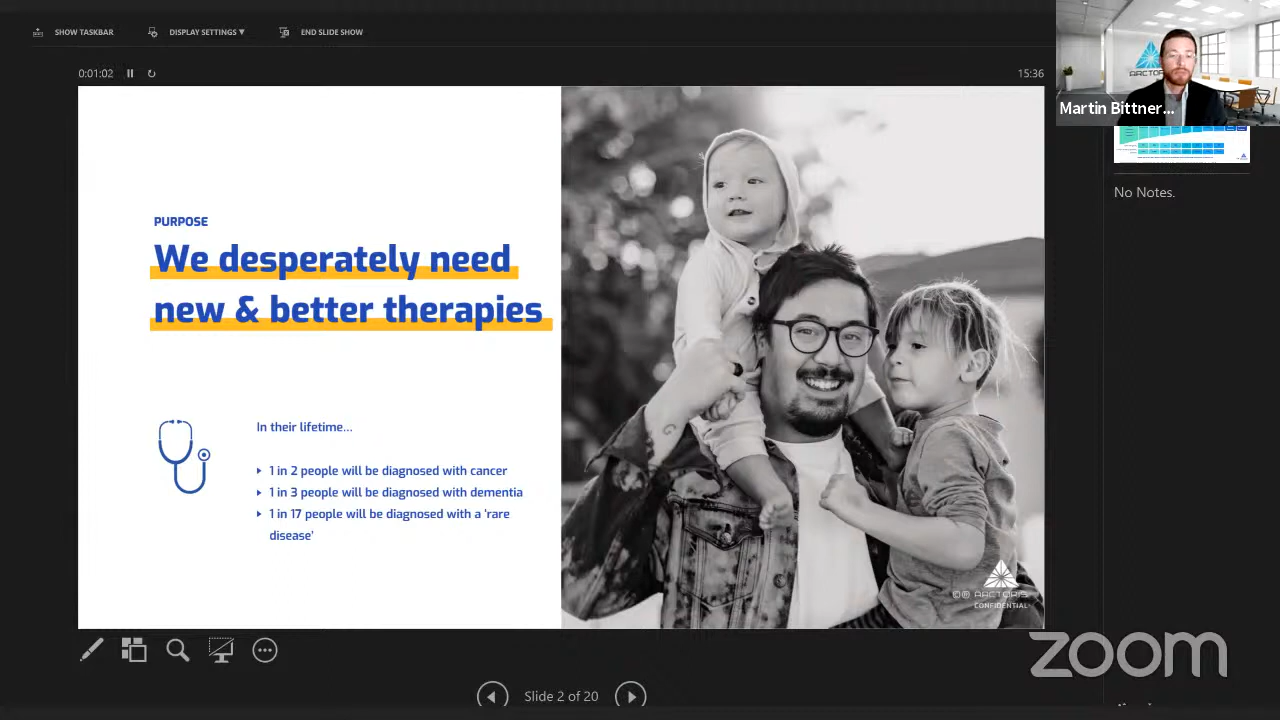 SHOW TASKBAR
DISPLAY SETTINGS ▼
END SLIDE SHOW
0:01:02
15:36
Martin Bittner...
No Notes.
PURPOSE
We desperately need
new & better therapies
In their lifetime...
1 in 2 people will be diagnosed with cancer
1 in 3 people will be diagnosed with dementia
1 in 17 people will be diagnosed with a 'rare
disease'
ARCTORIS
CONFIDENTIAL
zoom
Slide 2 of 20